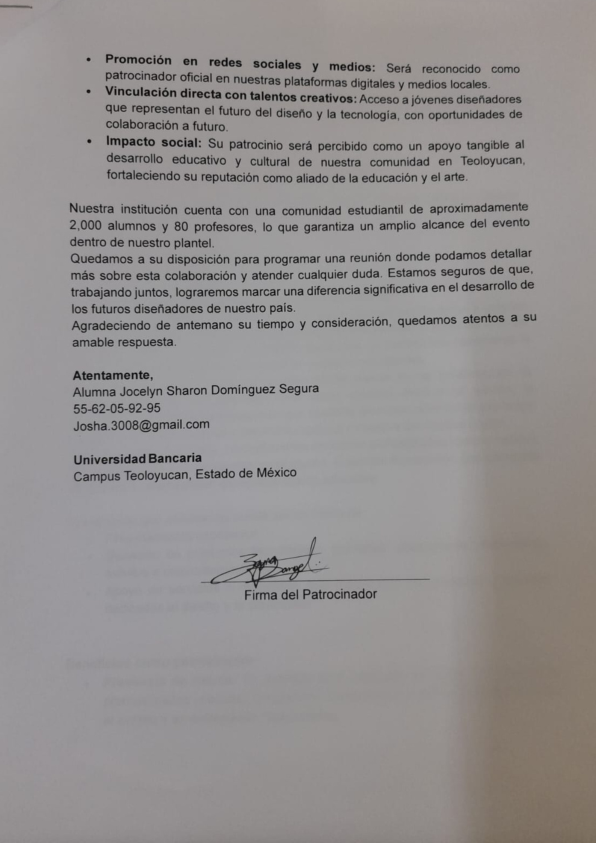 • Promoción en redes sociales y medios: Será reconocido como
patrocinador oficial en nuestras plataformas digitales y medios locales.
• Vinculación directa con talentos creativos: Acceso a jóvenes diseñadores
que representan el futuro del diseño y la tecnología, con oportunidades de
colaboración a futuro.
• Impacto social: Su patrocinio será percibido como un apoyo tangible al
desarrollo educativo y cultural de nuestra comunidad en Teoloyucan,
fortaleciendo su reputación como aliado de la educación y el arte.
Nuestra institución cuenta con una comunidad estudiantil de aproximadamente
2,000 alumnos y 80 profesores, lo que garantiza un amplio alcance del evento
dentro de nuestro plantel.
Quedamos a su disposición para programar una reunión donde podamos detallar
más sobre esta colaboración y atender cualquier duda. Estamos seguros de que,
trabajando juntos, lograremos marcar una diferencia significativa en el desarrollo de
los futuros diseñadores de nuestro país.
Agradeciendo de antemano su tiempo y consideración, quedamos atentos a su
amable respuesta.
Atentamente,
Alumna Jocelyn Sharon Domínguez Segura
55-62-05-92-95
Josha.3008@gmail.com
Universidad Bancaria
Campus Teoloyucan, Estado de México
Firma del Patrocinador